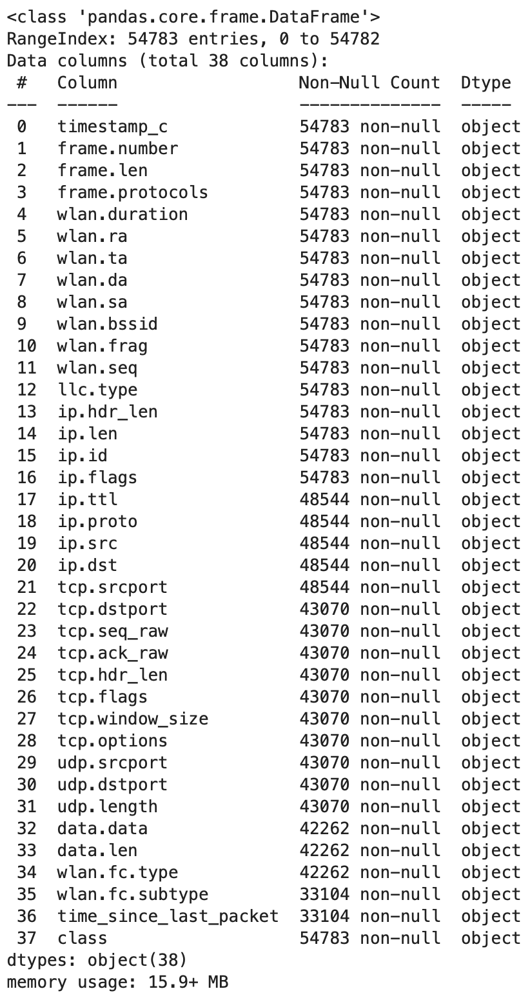 <class 'pandas.core.frame.DataFrame'>
RangeIndex: 54783 entries, 0 to 54782
Data columns (total 38 columns):
 #   Column                  Non-Null Count  Dtype
---  ------                  --------------  -----
 0   timestamp_c             54783 non-null  object
 1   frame.number            54783 non-null  object
 2   frame.len               54783 non-null  object
 3   frame.protocols         54783 non-null  object
 4   wlan.duration           54783 non-null  object
 5   wlan.ra                 54783 non-null  object
 6   wlan.ta                 54783 non-null  object
 7   wlan.da                 54783 non-null  object
 8   wlan.sa                 54783 non-null  object
 9   wlan.bssid              54783 non-null  object
 10  wlan.frag               54783 non-null  object
 11  wlan.seq                54783 non-null  object
 12  llc.type                54783 non-null  object
 13  ip.hdr_len              54783 non-null  object
 14  ip.len                  54783 non-null  object
 15  ip.id                   54783 non-null  object
 16  ip.flags                54783 non-null  object
 17  ip.ttl                  48544 non-null  object
 18  ip.proto                48544 non-null  object
 19  ip.src                  48544 non-null  object
 20  ip.dst                  48544 non-null  object
 21  tcp.srcport             48544 non-null  object
 22  tcp.dstport             43070 non-null  object
 23  tcp.seq_raw             43070 non-null  object
 24  tcp.ack_raw             43070 non-null  object
 25  tcp.hdr_len             43070 non-null  object
 26  tcp.flags               43070 non-null  object
 27  tcp.window_size         43070 non-null  object
 28  tcp.options             43070 non-null  object
 29  udp.srcport             43070 non-null  object
 30  udp.dstport             43070 non-null  object
 31  udp.length              43070 non-null  object
 32  data.data               42262 non-null  object
 33  data.len                42262 non-null  object
 34  wlan.fc.type            42262 non-null  object
 35  wlan.fc.subtype         33104 non-null  object
 36  time_since_last_packet  33104 non-null  object
 37  class                   54783 non-null  object
dtypes: object(38)
memory usage: 15.9+ MB